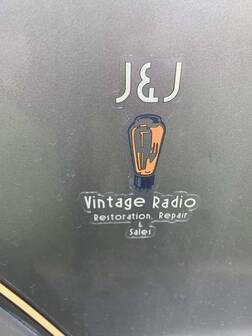 J&J
Vintage Radio
Restoration, Repair
&
Sales